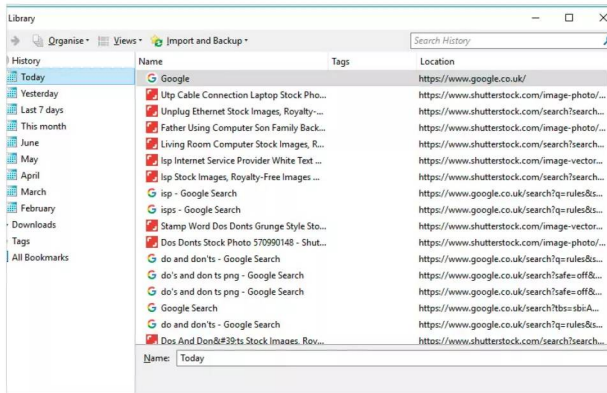 Library
Organise Views Import and Backup Search History
History Name Tags Location
Today Google https://www.google.co.uk/
Yesterday Utp Cable Connection Laptop Stock Pho... https://www.shutterstock.com/image-photo/...
Last 7 days Unplug Ethernet Stock Images, Royalty-... https://www.shutterstock.com/search?search...
This month Father Using Computer Son Family Back... https://www.shutterstock.com/image-photo/...
June Living Room Computer Stock Images, R... https://www.shutterstock.com/search?search...
May Isp Internet Service Provider White Text ... https://www.shutterstock.com/image-vector...
April Isp Stock Images, Royalty-Free Images ... https://www.shutterstock.com/search?search...
March isp - Google Search https://www.google.co.uk/search?q=rules&s...
February isps - Google Search https://www.google.co.uk/search?q=rules&s...
Downloads Stamp Word Dos Donts Grunge Style Sto... https://www.shutterstock.com/image-vector...
Tags Dos Donts Stock Photo 570990148 - Shut... https://www.shutterstock.com/image-photo/...
All Bookmarks do and don'ts - Google Search https://www.google.co.uk/search?q=rules&s...
do's and don ts png - Google Search https://www.google.co.uk/search?safe=off&...
do's and don ts png - Google Search https://www.google.co.uk/search?safe=off&...
Google Search https://www.google.co.uk/search?tbs=sbi:A...
do and don'ts - Google Search https://www.google.co.uk/search?q=rules&s...
Dos And Don&#39;ts Stock Images, Roy... https://www.shutterstock.com/search?search...
Name: Today